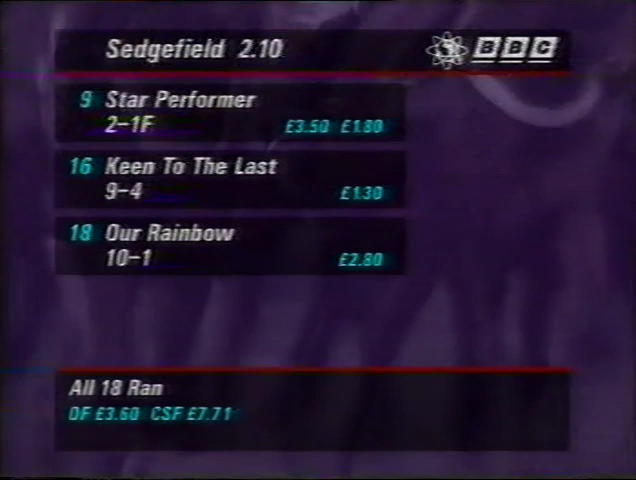 Sedgefield 2.10 BBC
9 Star Performer
2-1F £3.50 £1.80
16 Keen To The Last
9-4 £1.30
18 Our Rainbow
10-1 £2.80
All 18 Ran
DF £3.60 CSF £7.71